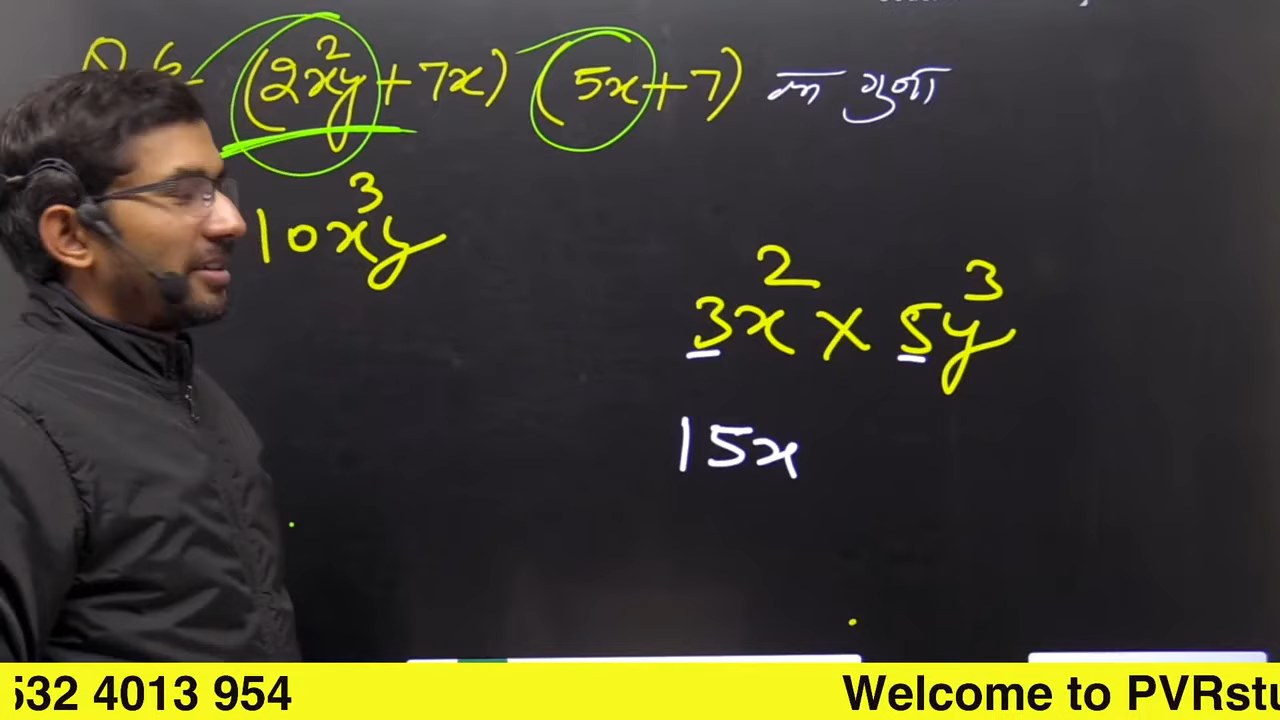 (2x²y + 7x) (5x + 7) का गुणा
10x³y
3x² × 5y³
15x
532 4013 954 Welcome to PVRstu